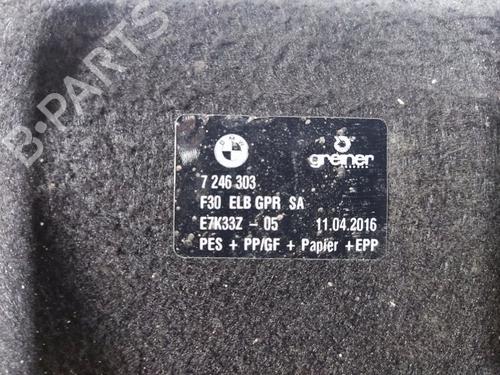 B-PARTS
BMW
greiner
7 246 303
F30 ELB GPR SA
E7K33Z - 05 11.04.2016
PES + PP/GF + Papier +EPP